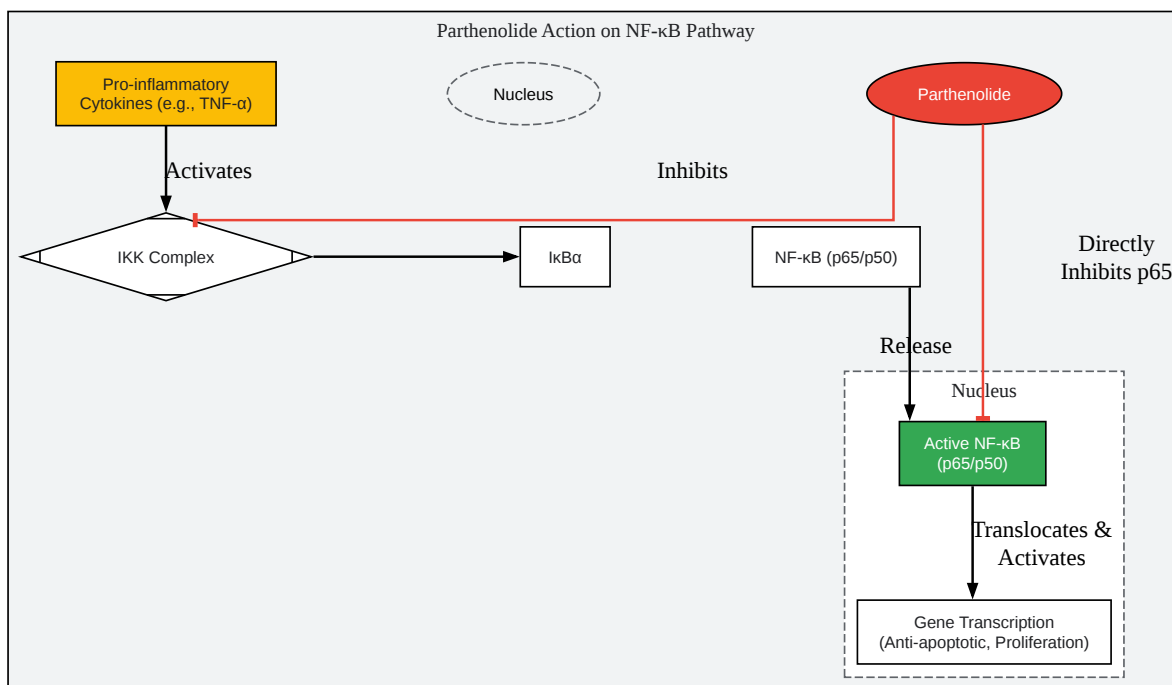 Parthenolide Action on NF-κB Pathway
Pro-inflammatory
Cytokines (e.g., TNF-α)
Nucleus
Parthenolide
Activates
Inhibits
IKK Complex
IκBα
NF-κB (p65/p50)
Directly
Inhibits p65
Release
Nucleus
Active NF-κB
(p65/p50)
Translocates &
Activates
Gene Transcription
(Anti-apoptotic, Proliferation)